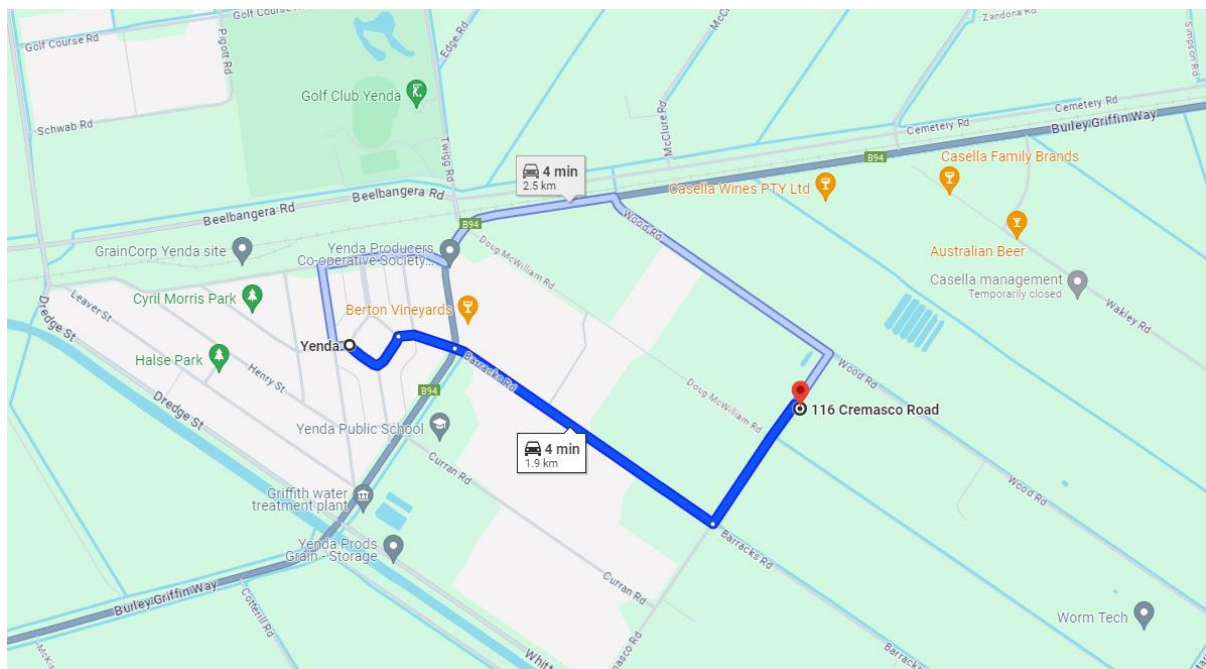 Golf Course Rd
Golf Course Rd
Pigott Rd
Edge Rd
McClure Rd
Zandona Rd
Simpson Rd
Golf Club Yenda
Schwab Rd
Twigg Rd
Cemetery Rd
Cemetery Rd
Burley Griffin Way
B94
4 min
2.5 km
Casella Family Brands
Casella Wines PTY Ltd
Beelbangera Rd
Beelbangera Rd
B94
Wood Rd
GrainCorp Yenda site
Yenda Producers
Co-operative Society...
Doug McWilliam Rd
Australian Beer
Casella management
Temporarily closed
Cyril Morris Park
Leaver St
Dredge St
Berton Vineyards
Wakley Rd
Yenda
Halse Park
Henry St
Barracks Rd
Wood Rd
B94
Doug McWilliam Rd
116 Cremasco Road
Dredge St
Yenda Public School
4 min
1.9 km
Curran Rd
Wood Rd
Griffith water
treatment plant
Yenda Prods
Grain - Storage
Barracks Rd
Curran Rd
Burley Griffin Way
Cotterill Rd
Worm Tech
Whitt
masco Rd
Barracks